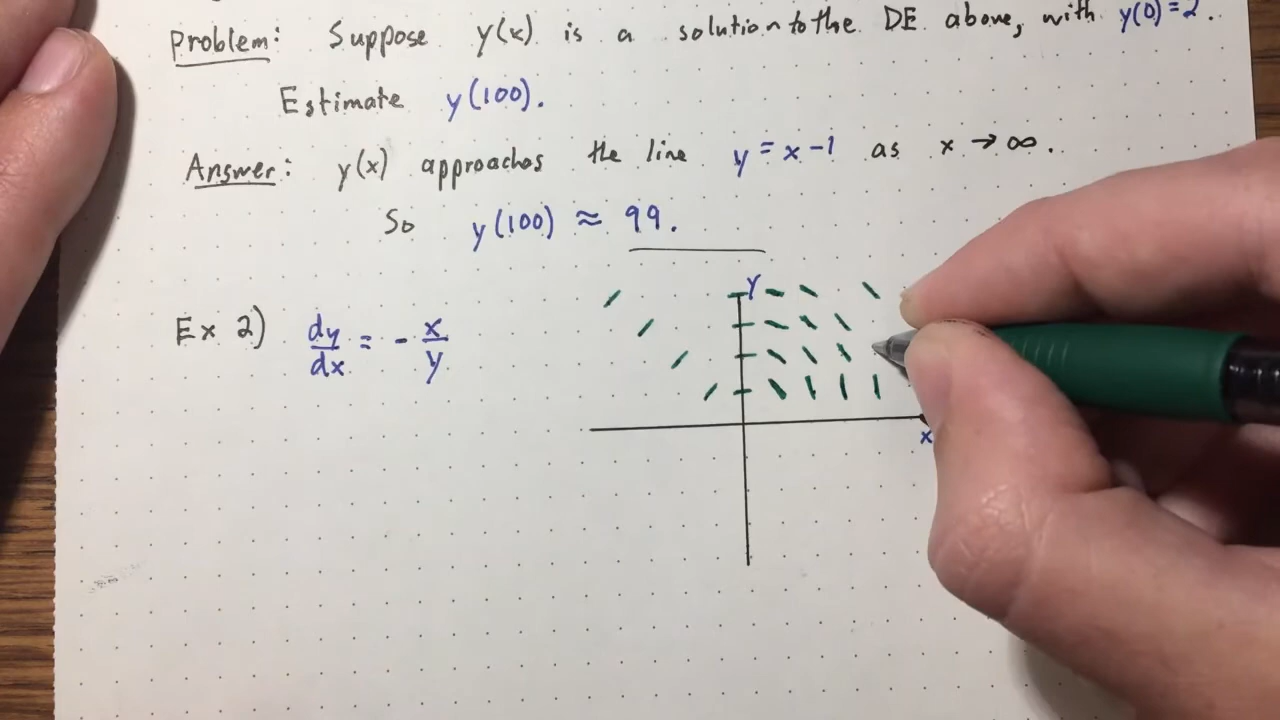 Problem: Suppose y(x) is a solution to the DE above, with y(0)=2.
Estimate y(100).
Answer: y(x) approaches the line y = x -1 as x → ∞.
So y(100) ≈ 99.
Ex 2) dy/dx = - x/y
y
x